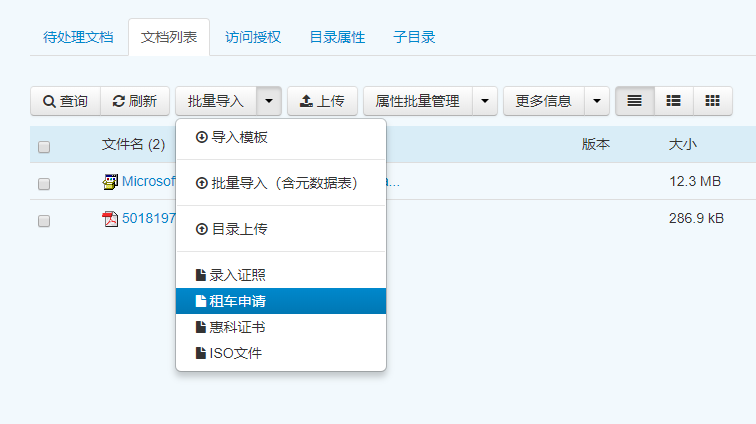 待处理文档 文档列表 访问授权 目录属性 子目录
查询 刷新 批量导入 上传 属性批量管理 更多信息
文件名 (2) 版本 大小
导入模板
Microsof a... 12.3 MB
批量导入（含元数据表）
5018197 286.9 kB
目录上传
录入证照
租车申请
惠科证书
ISO文件